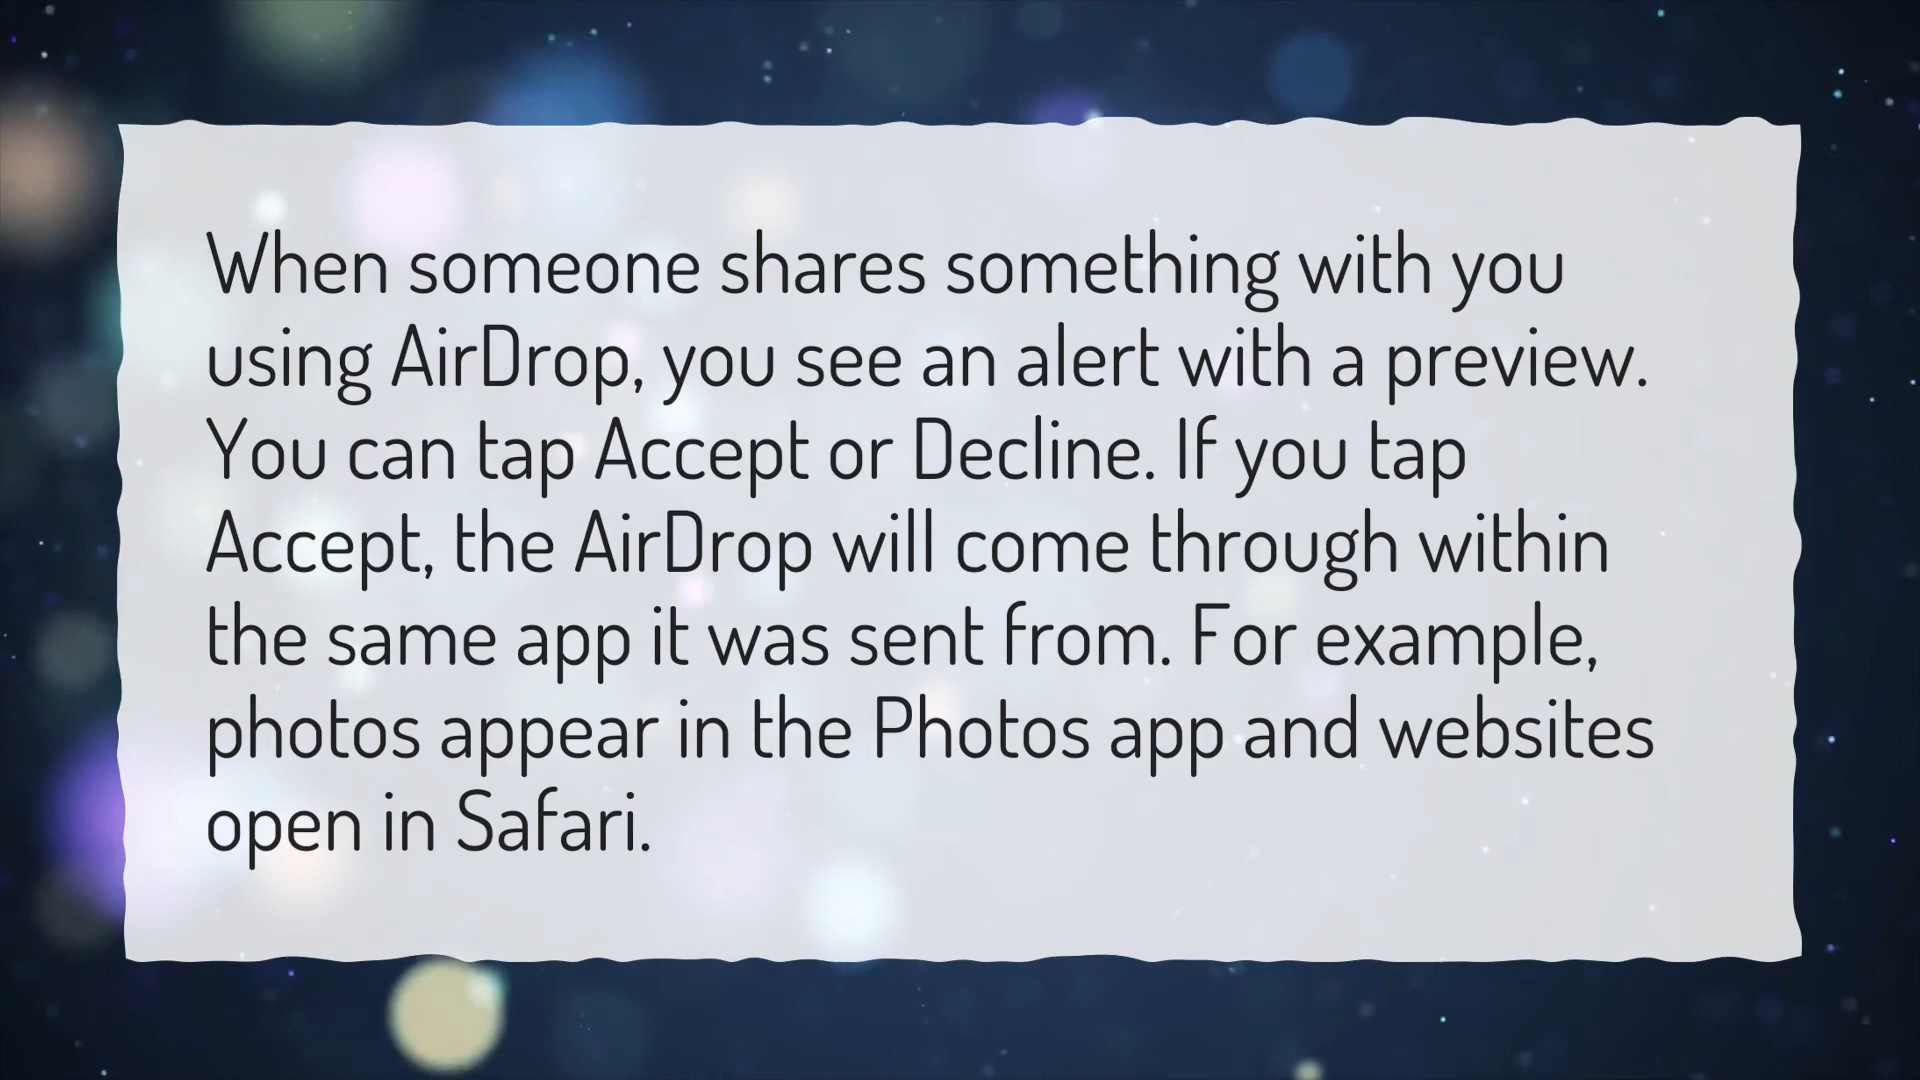 When someone shares something with you
using AirDrop, you see an alert with a preview.
You can tap Accept or Decline. If you tap
Accept, the AirDrop will come through within
the same app it was sent from. For example,
photos appear in the Photos app and websites
open in Safari.